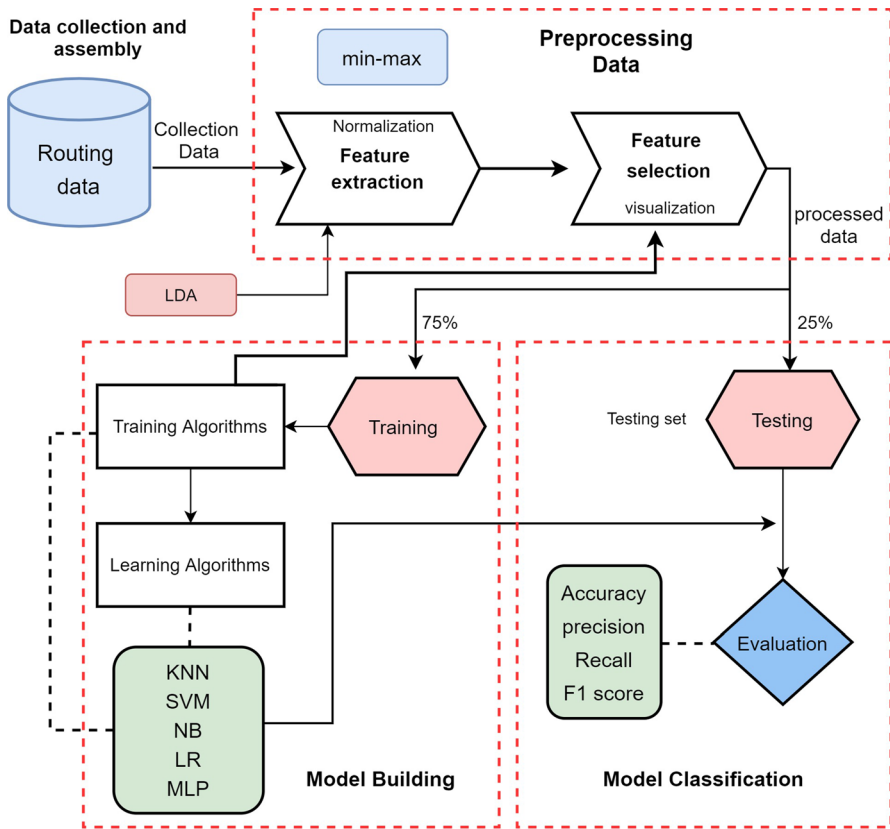 Data collection and
assembly
Preprocessing
Data
min-max
Routing
data
Collection
Data
Normalization
Feature
extraction
Feature
selection
visualization
processed
data
LDA
75%
25%
Training Algorithms
Training
Testing set
Testing
Learning Algorithms
KNN
SVM
NB
LR
MLP
Accuracy
precision
Recall
F1 score
Evaluation
Model Building
Model Classification